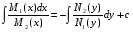 ∫ M₁(x)dx / M₂(x) = −∫ N₂(y) / N₁(y) dy + c